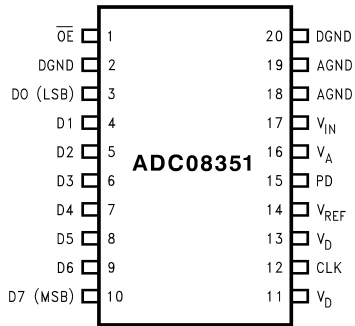 O̅E̅ 1 20 DGND
DGND 2 19 AGND
D0 (LSB) 3 18 AGND
D1 4 17 VIN
D2 5 16 VA
ADC08351
D3 6 15 PD
D4 7 14 VREF
D5 8 13 VD
D6 9 12 CLK
D7 (MSB) 10 11 VD